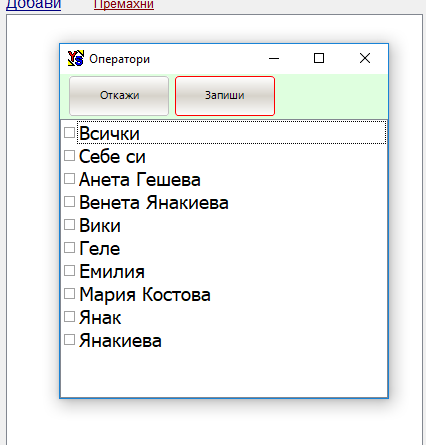 Добави Премахни
Оператори
Откажи Запиши
Всички
Себе си
Анета Гешева
Венета Янакиева
Вики
Геле
Емилия
Мария Костова
Янак
Янакиева